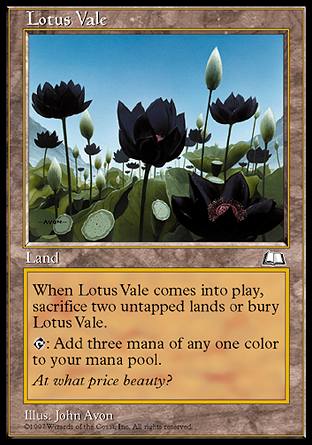 Lotus Vale
AVON
Land
When Lotus Vale comes into play,
sacrifice two untapped lands or bury
Lotus Vale.
: Add three mana of any one color
to your mana pool.
At what price beauty?
Illus. John Avon
©1997 Wizards of the Coast, Inc. All rights reserved.